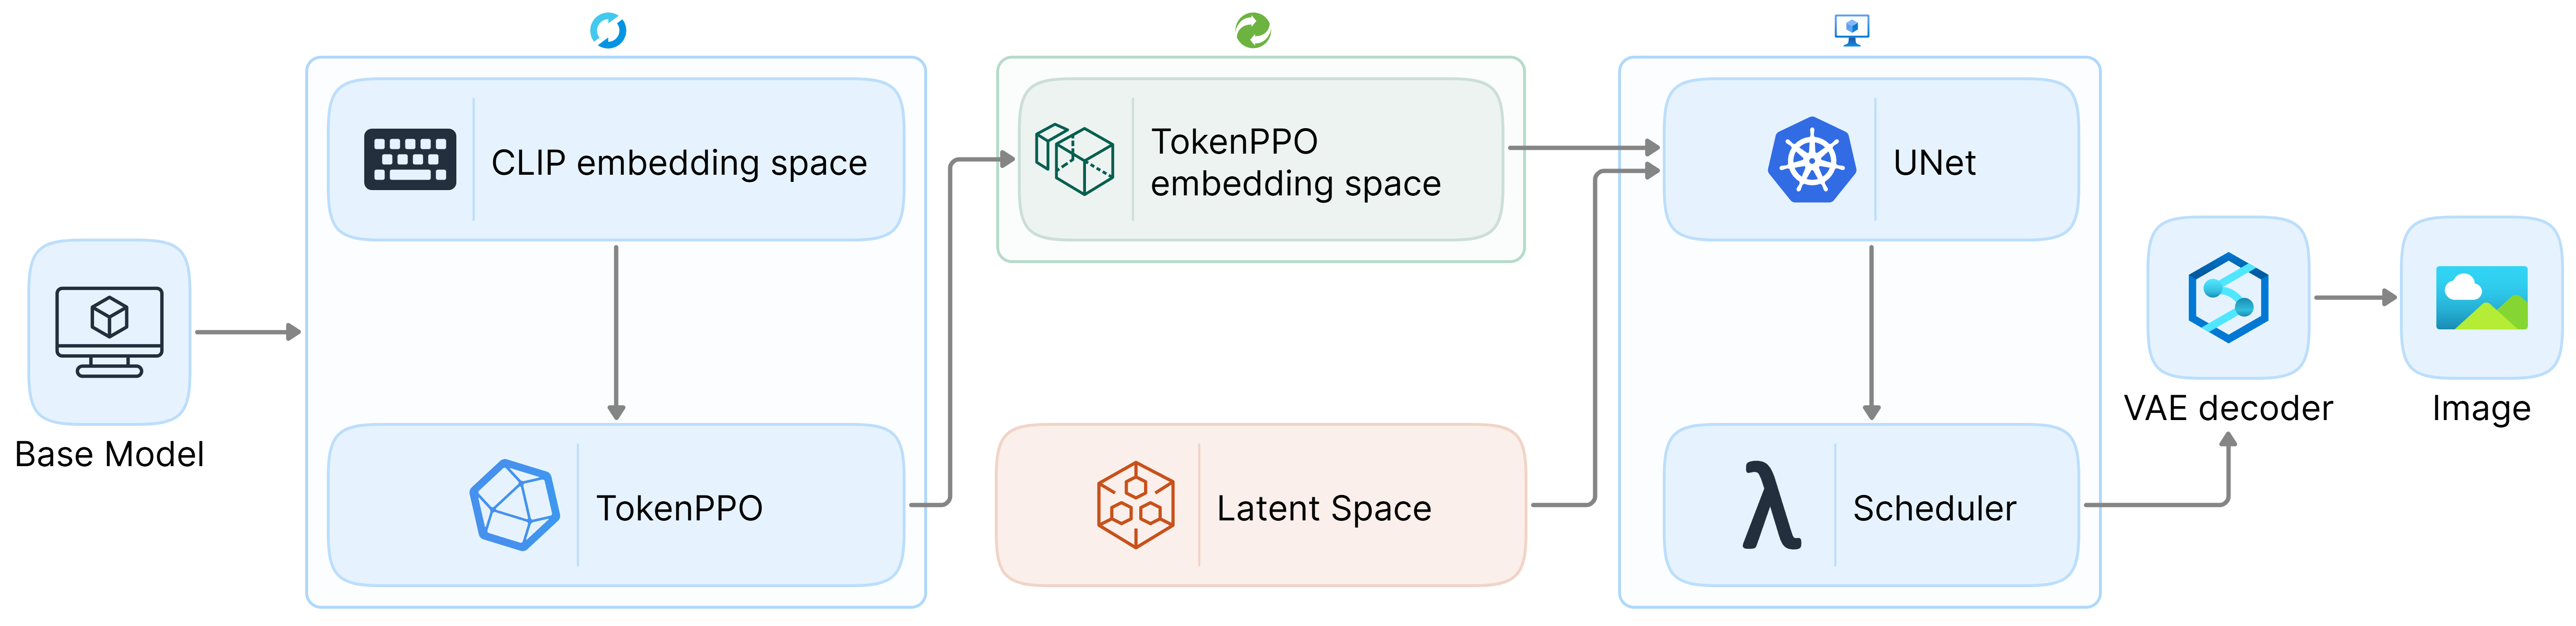 Base Model
CLIP embedding space
TokenPPO
TokenPPO
embedding space
Latent Space
UNet
Scheduler
VAE decoder
Image